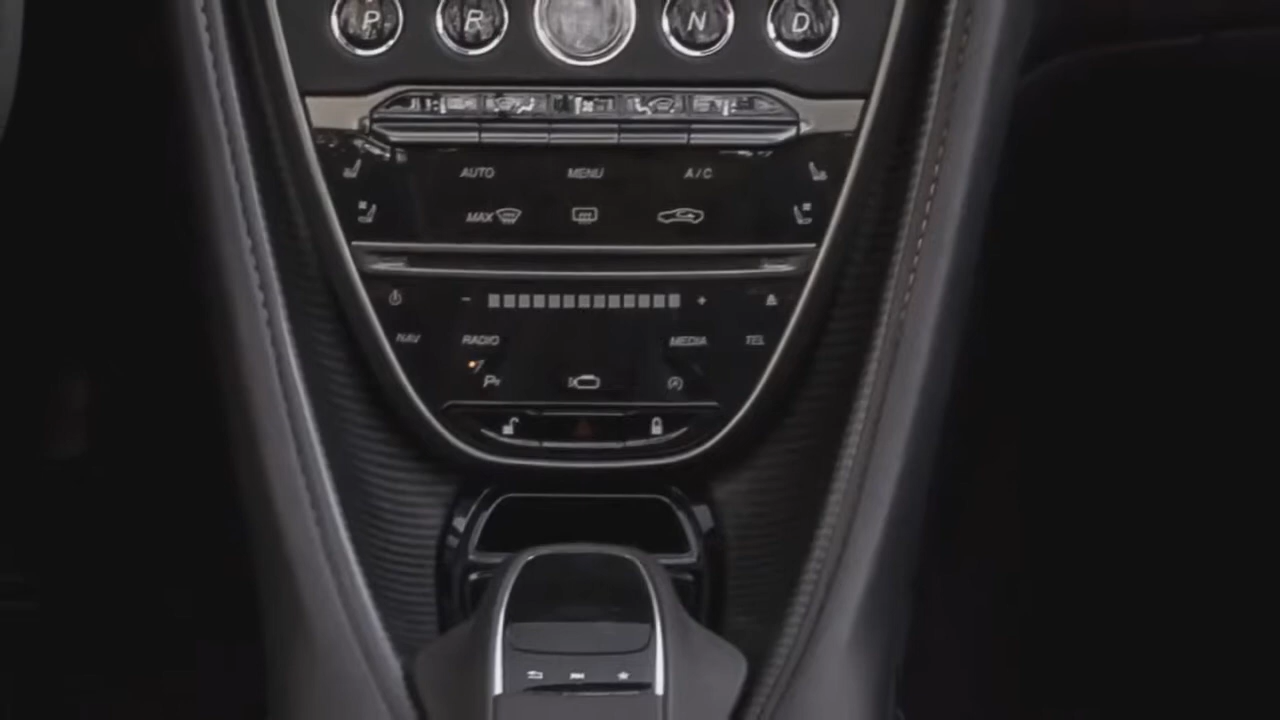 P R N D
AUTO MENU A/C
MAX
NAV RADIO MEDIA TEL
P